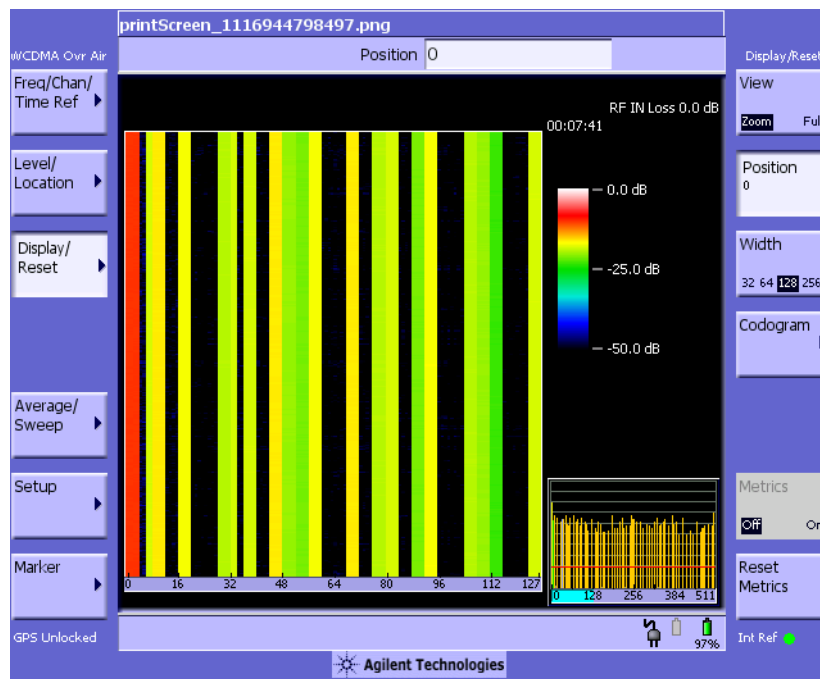 printScreen_1116944798497.png
WCDMA Ovr Air
Position 0
Display/Reset
Freq/Chan/
Time Ref
Level/
Location
Display/
Reset
Average/
Sweep
Setup
Marker
GPS Unlocked
RF IN Loss 0.0 dB
00:07:41
0.0 dB
-25.0 dB
-50.0 dB
0 16 32 48 64 80 96 112 127
0 128 256 384 511
View
Zoom Ful
Position
0
Width
32 64 128 256
Codogram
Metrics
Off Or
Reset
Metrics
97%
Int Ref
Agilent Technologies